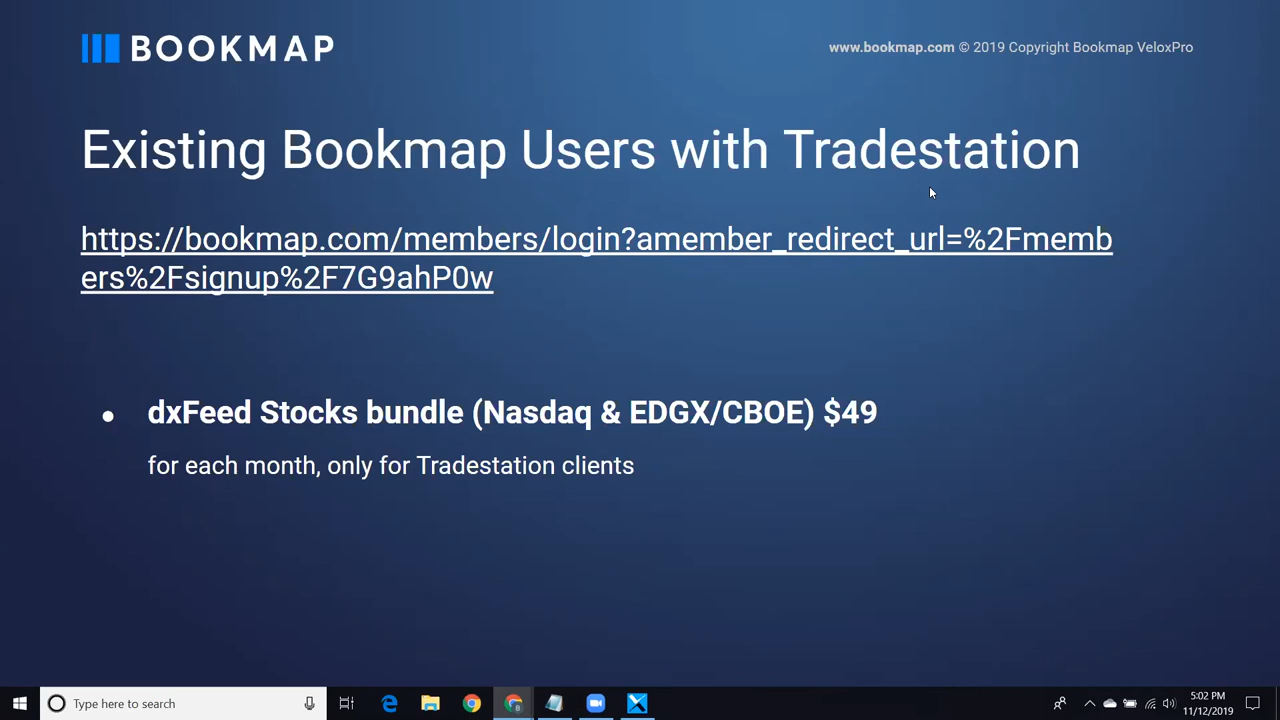 BOOKMAP
www.bookmap.com © 2019 Copyright Bookmap VeloxPro
Existing Bookmap Users with Tradestation
https://bookmap.com/members/login?amember_redirect_url=%2Fmemb
ers%2Fsignup%2F7G9ahP0w
● dxFeed Stocks bundle (Nasdaq & EDGX/CBOE) $49
for each month, only for Tradestation clients
Type here to search
5:02 PM
11/12/2019